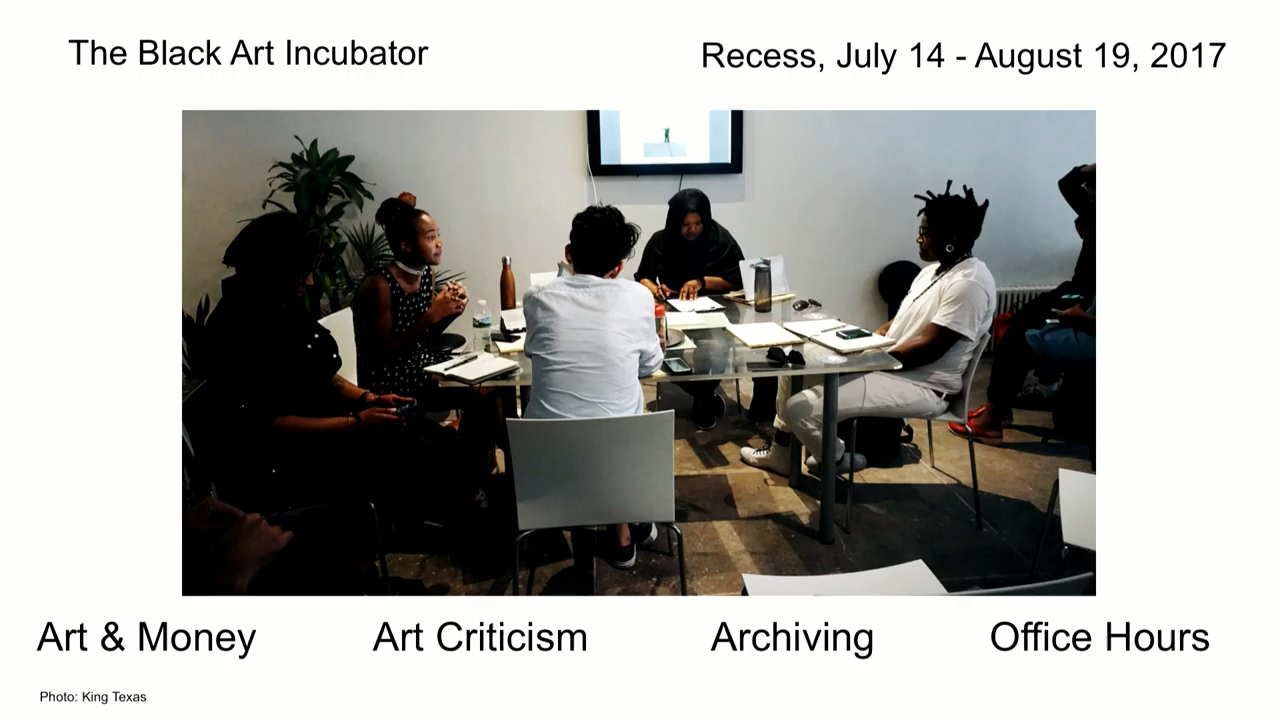 The Black Art Incubator
Recess, July 14 - August 19, 2017
Art & Money
Art Criticism
Archiving
Office Hours
Photo: King Texas